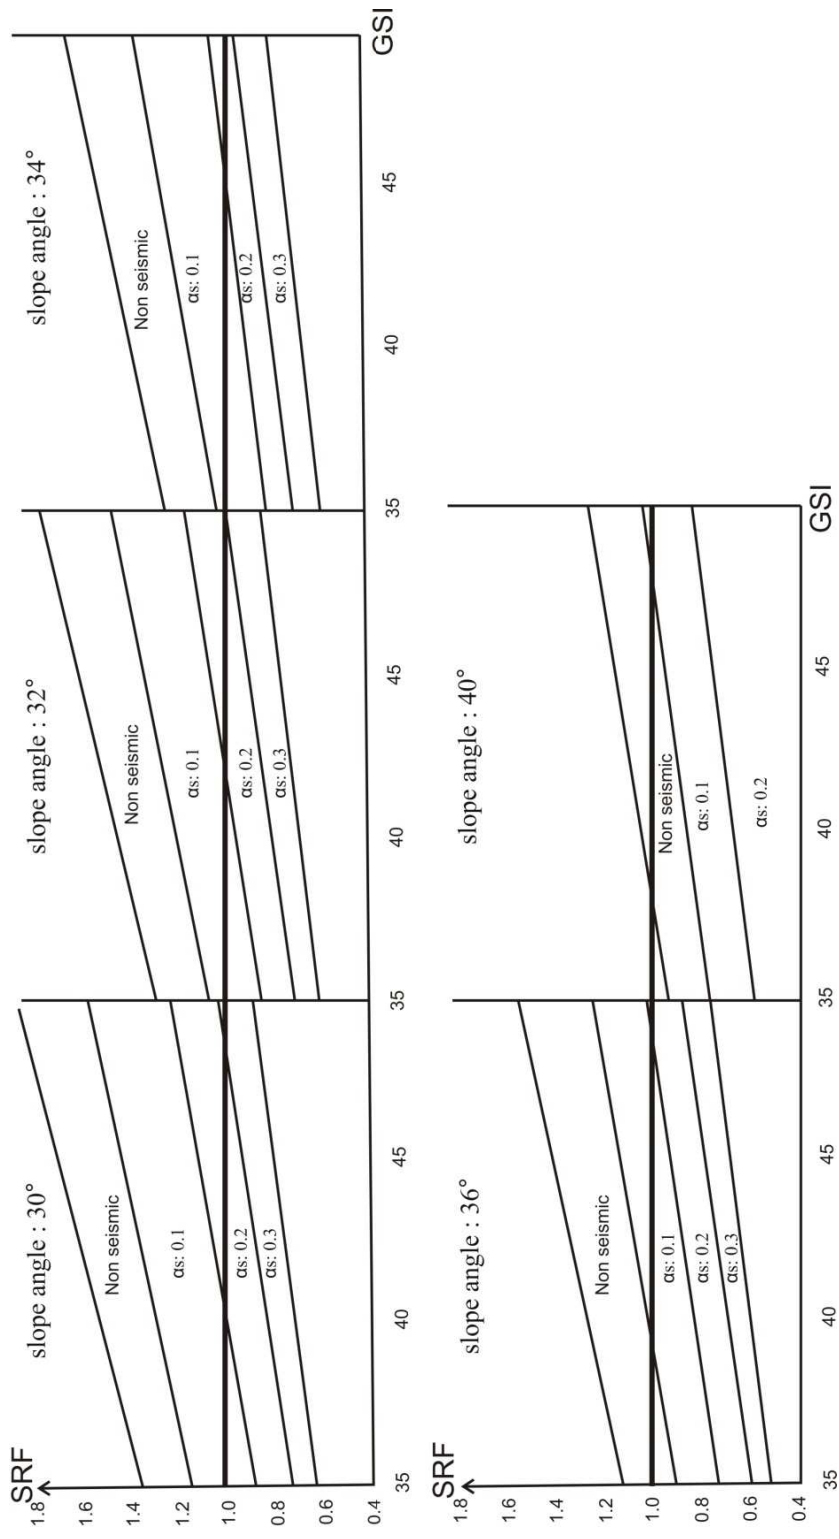 SRF
1.8
1.6
1.4
1.2
1.0
0.8
0.6
0.4
slope angle : 30°
Non seismic
αs: 0.1
αs: 0.2
αs: 0.3
35
40
45
slope angle : 32°
Non seismic
αs: 0.1
αs: 0.2
αs: 0.3
35
40
45
slope angle : 34°
Non seismic
αs: 0.1
αs: 0.2
αs: 0.3
35
40
45
GSI
SRF
1.8
1.6
1.4
1.2
1.0
0.8
0.6
0.4
slope angle : 36°
Non seismic
αs: 0.1
αs: 0.2
αs: 0.3
35
40
45
slope angle : 40°
Non seismic
αs: 0.1
αs: 0.2
35
40
45
GSI